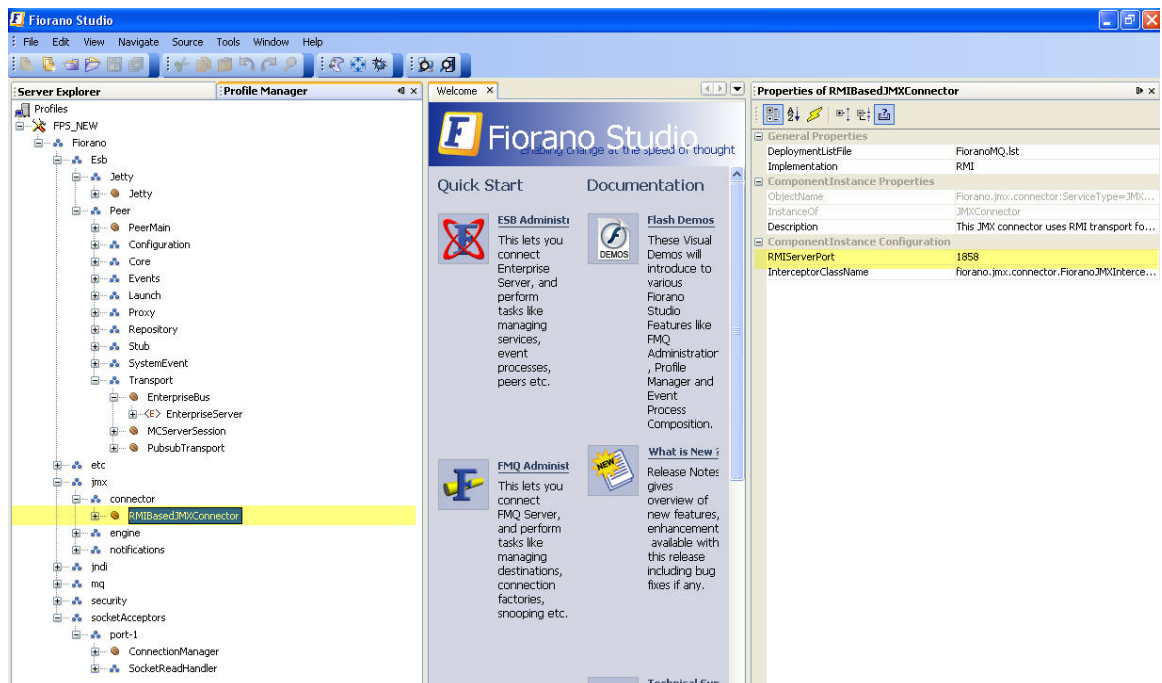 Fiorano Studio
File Edit View Navigate Source Tools Window Help
Server Explorer
Profile Manager
Profiles
FPS_NEW
Fiorano
Esb
Jetty
Jetty
Peer
PeerMain
Configuration
Core
Events
Launch
Proxy
Repository
Stub
SystemEvent
Transport
EnterpriseBus
<E> EnterpriseServer
MCServerSession
PubsubTransport
etc
jmx
connector
RMIBasedJMXConnector
engine
notifications
jndi
mq
security
socketAcceptors
port-1
ConnectionManager
SocketReadHandler
Welcome
Fiorano Studio
Enabling change at the speed of thought
Quick Start
ESB Administr
This lets you
connect
Enterprise
Server, and
perform
tasks like
managing
services,
event
processes,
peers etc.
FMQ Administ
This lets you
connect
FMQ Server,
and perform
tasks like
managing
destinations,
connection
factories,
snooping etc.
Documentation
DEMOS
Flash Demos
These Visual
Demos will
introduce to
various
Fiorano
Studio
Features like
FMQ
Administration
, Profile
Manager and
Event
Process
Composition.
NEW
What is New ?
Release Notes
gives
overview of
new features,
enhancement
available with
this release
including bug
fixes if any.
Technical Sup
Properties of RMIBasedJMXConnector
General Properties
DeploymentListFile FioranoMQ.lst
Implementation RMI
ComponentInstance Properties
ObjectName Fiorano.jmx.connector:ServiceType=JMX...
InstanceOf JMXConnector
Description This JMX connector uses RMI transport fo...
ComponentInstance Configuration
RMIServerPort 1858
InterceptorClassName fiorano.jmx.connector.FioranoJMXInterce...